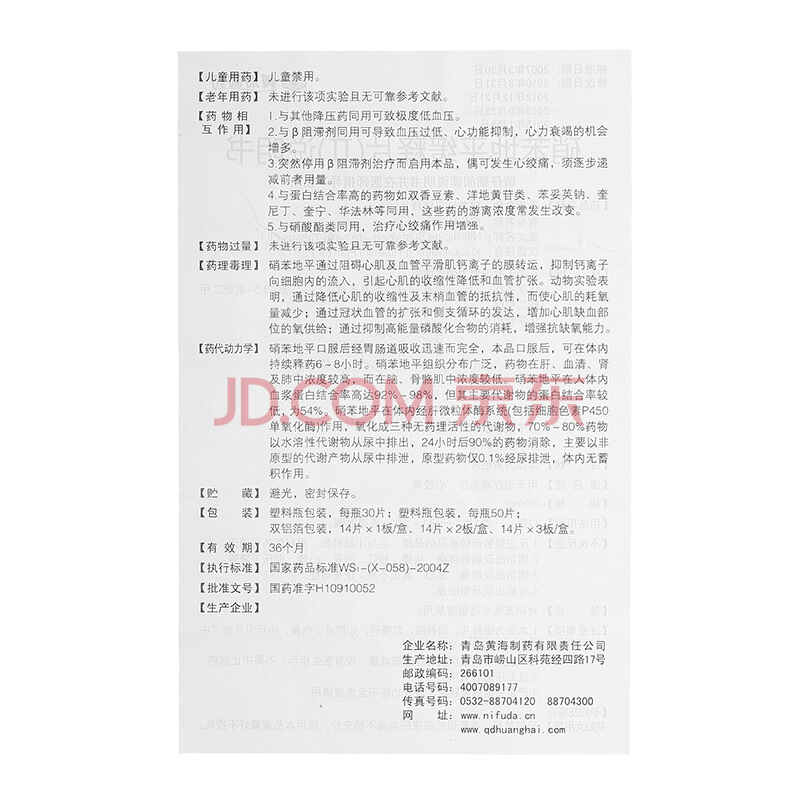 【儿童用药】儿童禁用。
【老年用药】未进行该项实验且无可靠参考文献。
【药物相互作用】1.与其他降压药同用可致极度低血压。
2.与β阻滞剂同用可导致血压过低、心功能抑制，心力衰竭的机会
增多。
3.突然停用β阻滞剂治疗而启用本品，偶可发生心绞痛，须逐步递
减前者用量。
4.与蛋白结合率高的药物如双香豆素、洋地黄苷类、苯妥英钠、奎
尼丁、奎宁、华法林等同用，这些药的游离浓度常发生改变。
5.与硝酸酯类同用，治疗心绞痛作用增强。
【药物过量】未进行该项实验且无可靠参考文献。
【药理毒理】硝苯地平通过阻碍心肌及血管平滑肌钙离子的膜转运，抑制钙离子
向细胞内的流入，引起心肌的收缩性降低和血管扩张。动物实验表
明，通过降低心肌的收缩性及末梢血管的抵抗性，而使心肌的耗氧
量减少；通过冠状血管的扩张和侧支循环的发达，增加心肌缺血部
位的氧供给；通过抑制高能量磷酸化合物的消耗，增强抗缺氧能力。
【药代动力学】硝苯地平口服后经胃肠道吸收迅速而完全，本品口服后，可在体内
持续释药6～8小时。硝苯地平组织分布广泛，药物在肝、血清、肾
及肺中浓度较高，而在脑、骨骼肌中浓度较低。硝苯地平在人体内
血浆蛋白结合率高达92%～98%，但其主要代谢物的蛋白结合率较
低，为54%。硝苯地平在体内经肝微粒体酶系统(包括细胞色素P450
单氧化酶)作用，氧化成三种无药理活性的代谢物，70%～80%药物
以水溶性代谢物从尿中排出，24小时后90%的药物消除，主要以非
原型的代谢产物从尿中排泄，原型药物仅0.1%经尿排泄，体内无蓄
积作用。
JD.COM 京东
【贮 藏】避光，密封保存。
【包 装】塑料瓶包装，每瓶30片；塑料瓶包装，每瓶50片；
双铝箔包装，14片×1板/盒、14片×2板/盒、14片×3板/盒。
【有 效 期】36个月
【执行标准】国家药品标准WS₁-(X-058)-2004Z
【批准文号】国药准字H10910052
【生产企业】
企业名称：青岛黄海制药有限责任公司
生产地址：青岛市崂山区科苑经四路17号
邮政编码：266101
电话号码：4007089177
传真号码：0532-88704120 88704300
网 址：www.nifuda.cn
www.qdhuanghai.com